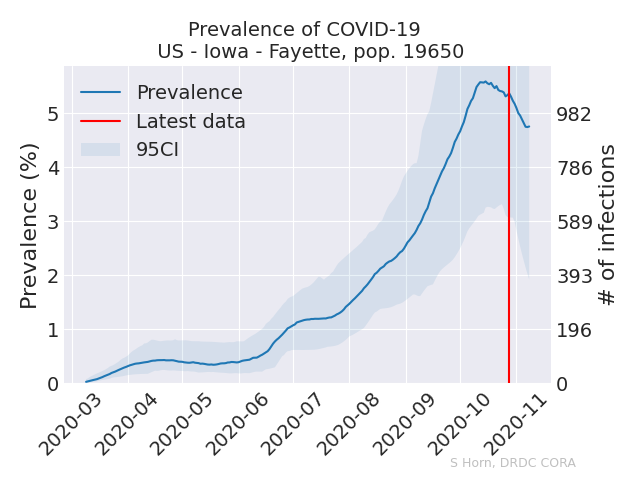 Prevalence of COVID-19
US - Iowa - Fayette, pop. 19650
Prevalence
Latest data
95CI
Prevalence (%)
5
4
3
2
1
0
982
786
589
393
196
0
# of infections
2020-03
2020-04
2020-05
2020-06
2020-07
2020-08
2020-09
2020-10
2020-11
S Horn, DRDC CORA